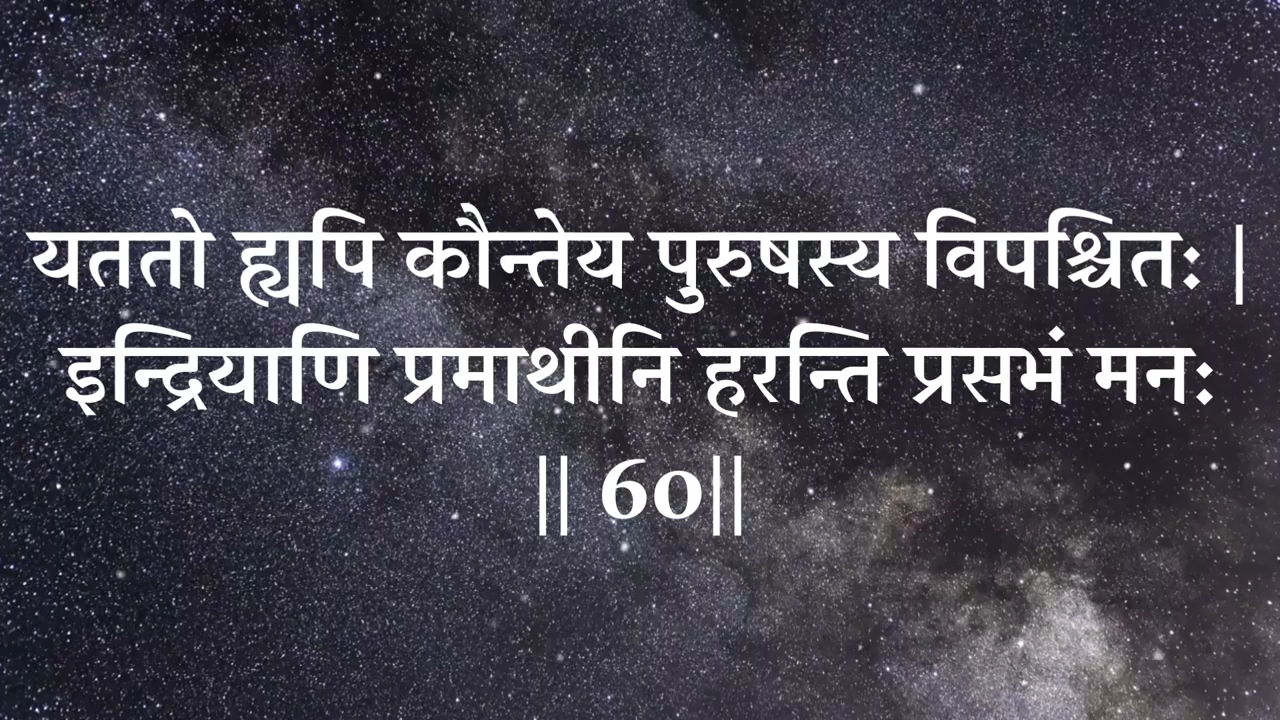 यततो ह्यपि कौन्तेय पुरुषस्य विपश्चितः |
इन्द्रियाणि प्रमाथीनि हरन्ति प्रसभं मनः
|| 60||